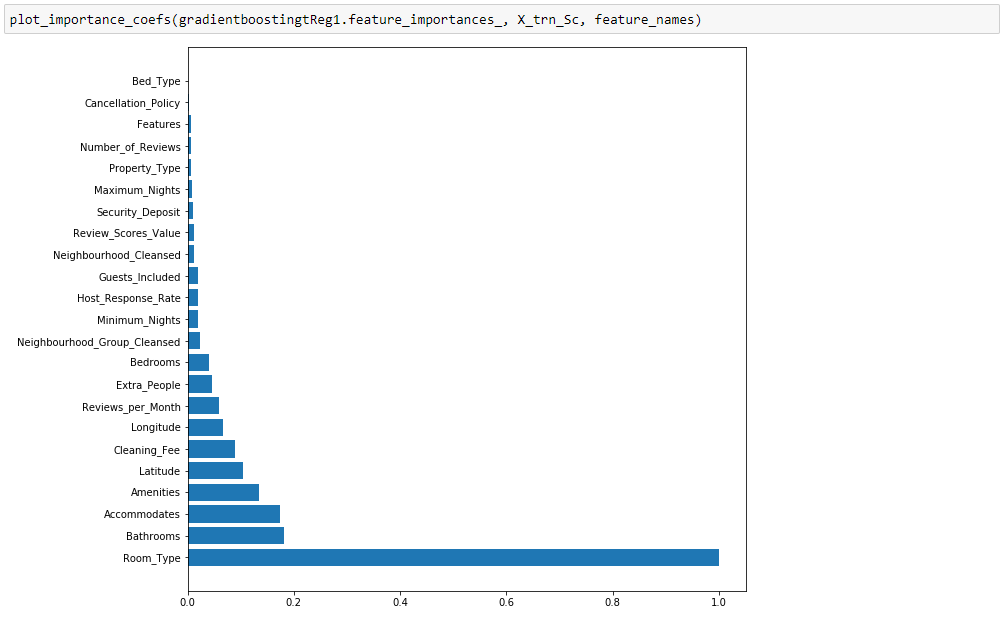 plot_importance_coefs(gradientboostingtReg1.feature_importances_, X_trn_Sc, feature_names)
Bed_Type
Cancellation_Policy
Features
Number_of_Reviews
Property_Type
Maximum_Nights
Security_Deposit
Review_Scores_Value
Neighbourhood_Cleansed
Guests_Included
Host_Response_Rate
Minimum_Nights
Neighbourhood_Group_Cleansed
Bedrooms
Extra_People
Reviews_per_Month
Longitude
Cleaning_Fee
Latitude
Amenities
Accommodates
Bathrooms
Room_Type
0.0 0.2 0.4 0.6 0.8 1.0